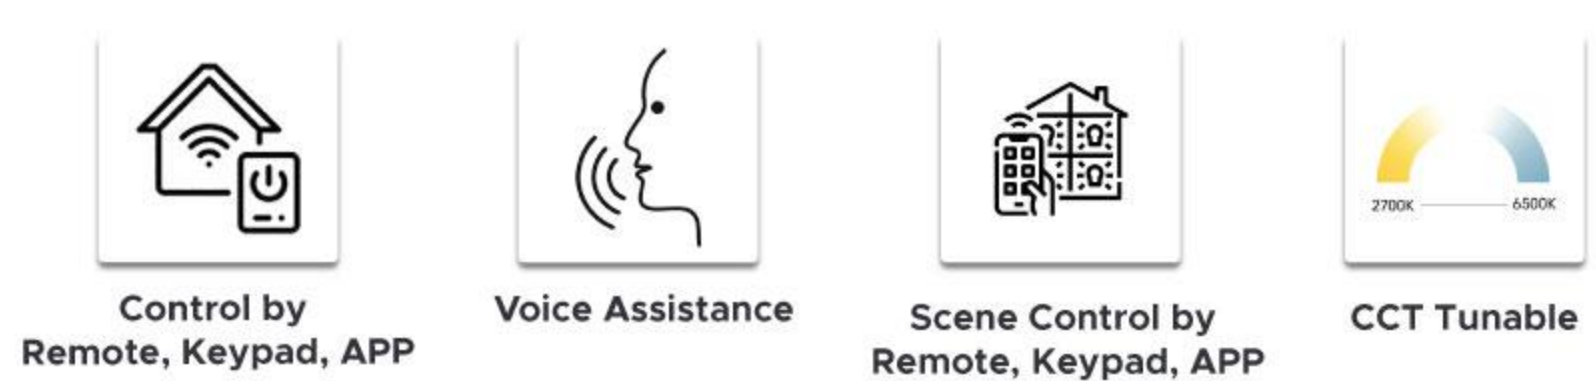 2700K
6500K
Control by
Remote, Keypad, APP
Voice Assistance
Scene Control by
Remote, Keypad, APP
CCT Tunable